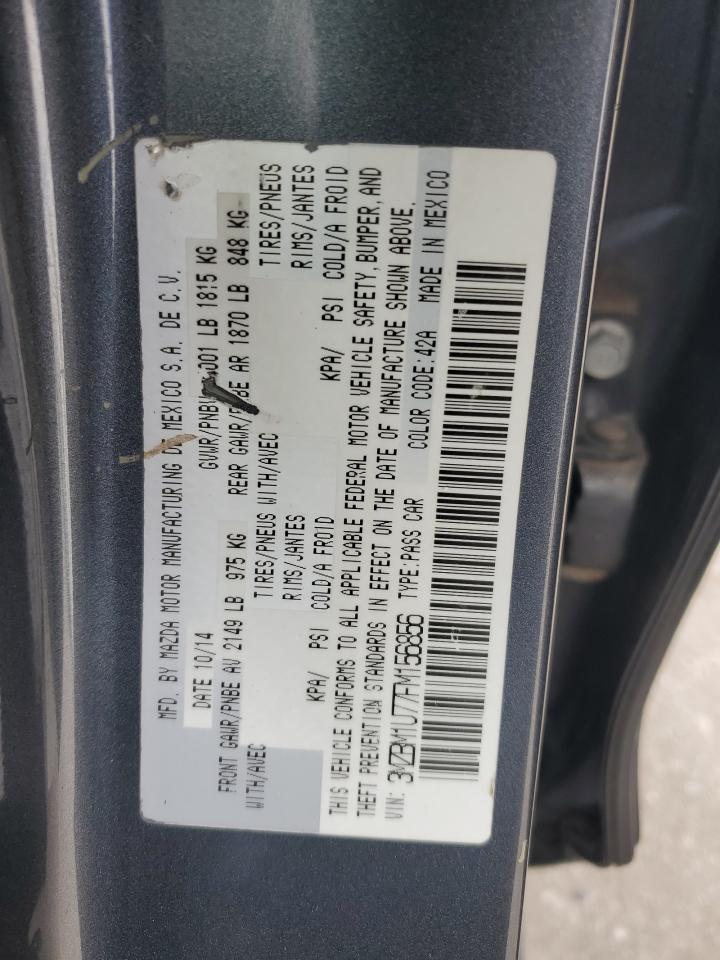 MFD. BY MAZDA MOTOR MANUFACTURING DE MEXICO S.A. DE C.V.
DATE 10/14 GVWR/PNBV 001 LB 1815 KG
FRONT GAWR/PNBE AV 2149 LB 975 KG REAR GAWR/PNBE AR 1870 LB 848 KG
WITH/AVEC TIRES/PNEUS WITH/AVEC TIRES/PNEUS
RIMS/JANTES RIMS/JANTES
KPA/ PSI COLD/A FROID KPA/ PSI COLD/A FROID
THIS VEHICLE CONFORMS TO ALL APPLICABLE FEDERAL MOTOR VEHICLE SAFETY, BUMPER, AND
THEFT PREVENTION STANDARDS IN EFFECT ON THE DATE OF MANUFACTURE SHOWN ABOVE.
VIN: 3MZBM1U77FM156856 TYPE:PASS CAR COLOR CODE:42A MADE IN MEXICO